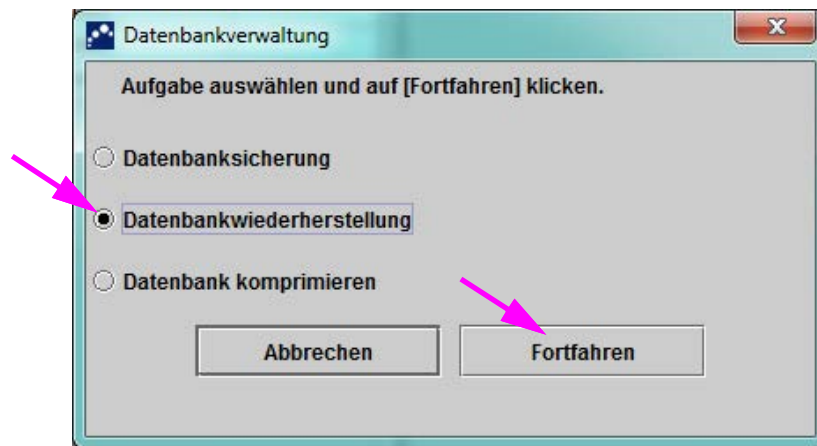 Datenbankverwaltung
Aufgabe auswählen und auf [Fortfahren] klicken.
Datenbanksicherung
Datenbankwiederherstellung
Datenbank komprimieren
Abbrechen
Fortfahren